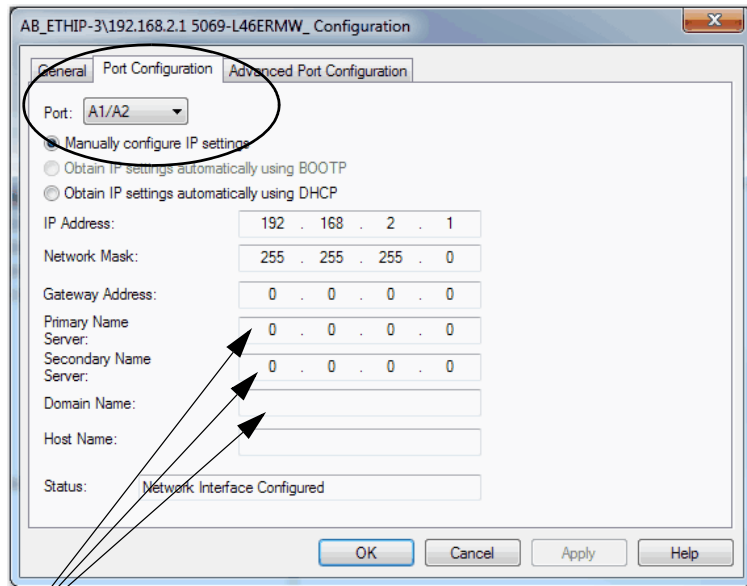 AB_ETHIP-3\192.168.2.1 5069-L46ERMW_ Configuration
General Port Configuration Advanced Port Configuration
Port: A1/A2
Manually configure IP settings
Obtain IP settings automatically using BOOTP
Obtain IP settings automatically using DHCP
IP Address: 192 . 168 . 2 . 1
Network Mask: 255 . 255 . 255 . 0
Gateway Address: 0 . 0 . 0 . 0
Primary Name
Server: 0 . 0 . 0 . 0
Secondary Name
Server: 0 . 0 . 0 . 0
Domain Name:
Host Name:
Status: Network Interface Configured
OK Cancel Apply Help